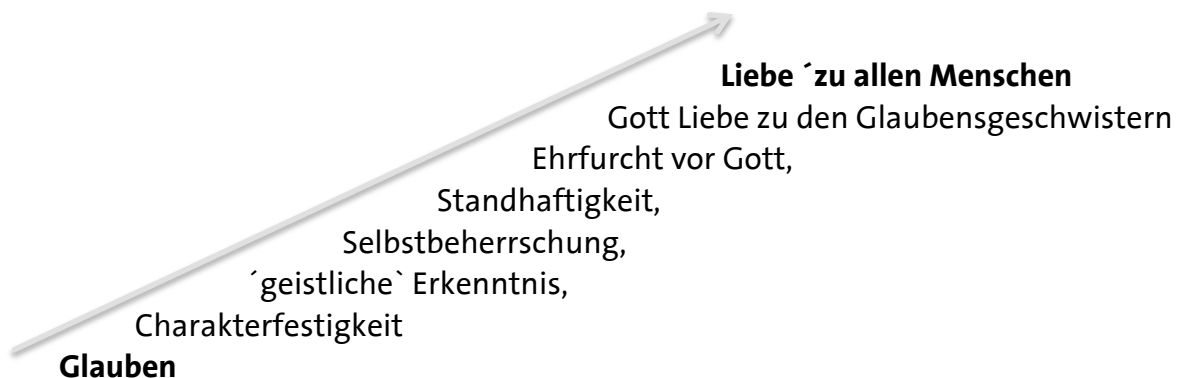 Liebe ´zu allen Menschen
Gott Liebe zu den Glaubensgeschwistern
Ehrfurcht vor Gott,
Standhaftigkeit,
Selbstbeherrschung,
´geistliche` Erkenntnis,
Charakterfestigkeit
Glauben